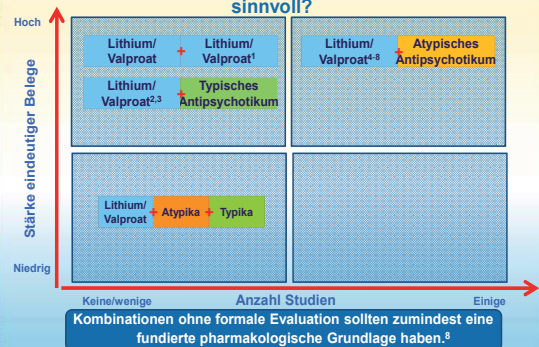 sinnvoll?
Hoch
Lithium/
Valproat
+
Lithium/
Valproat¹
Lithium/
Valproat⁴⁻⁸
+
Atypisches
Antipsychotikum
Lithium/
Valproat²,³
+
Typisches
Antipsychotikum
Stärke eindeutiger Belege
Lithium/
Valproat
+ Atypika + Typika
Niedrig
Keine/wenige
Anzahl Studien
Einige
Kombinationen ohne formale Evaluation sollten zumindest eine
fundierte pharmakologische Grundlage haben.⁸